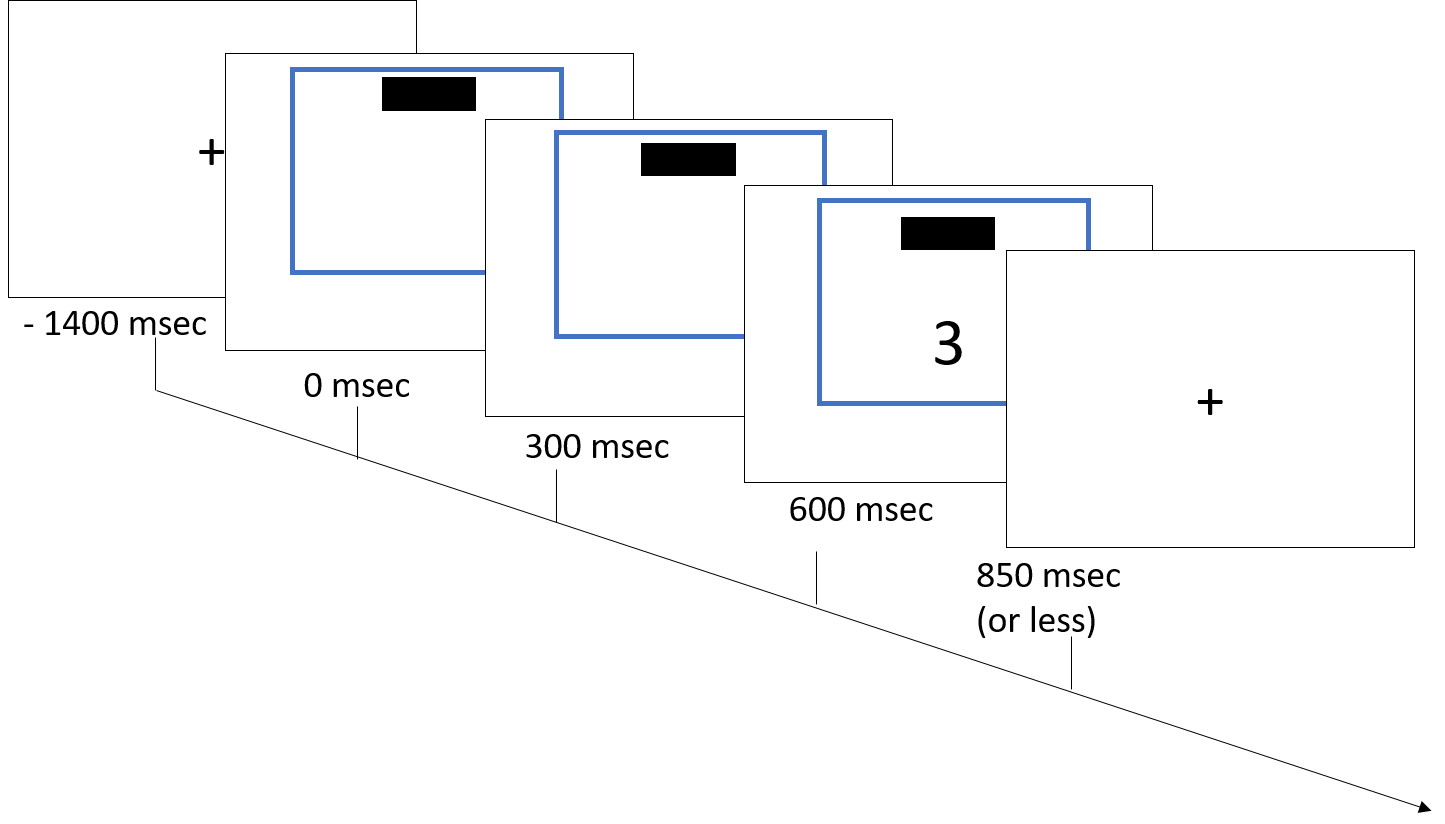 +
- 1400 msec
0 msec
300 msec
3
600 msec
+
850 msec
(or less)